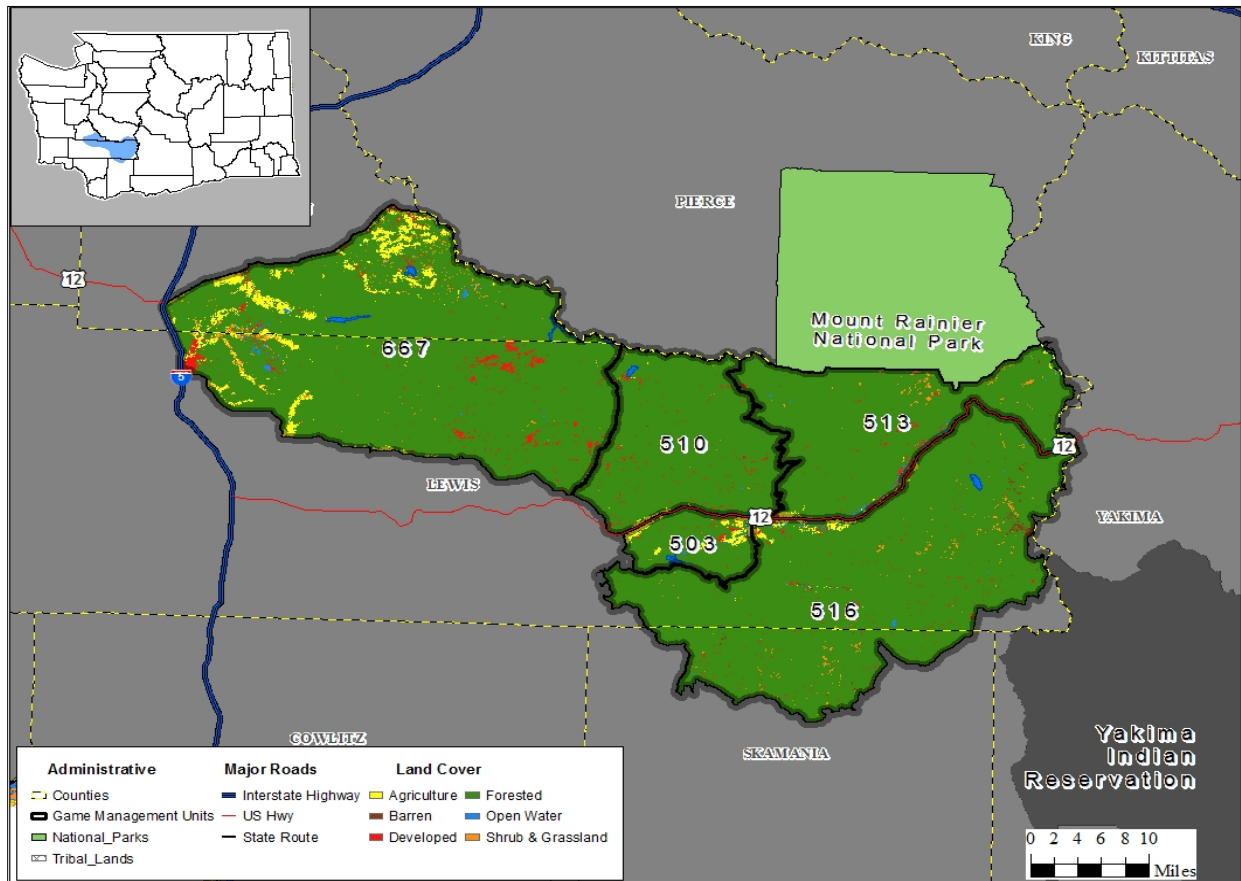 KING
KITTITAS
PIERCE
12
Mount Rainier
National Park
667
5
513
510
12
LEWIS
12
YAKIMA
503
516
COWLITZ
SKAMANIA
Yakima
Indian
Reservation
Administrative
Counties
Game Management Units
National_Parks
Tribal_Lands
Major Roads
Interstate Highway
US Hwy
State Route
Land Cover
Agriculture
Forested
Barren
Open Water
Developed
Shrub & Grassland
0 2 4 6 8 10
Miles